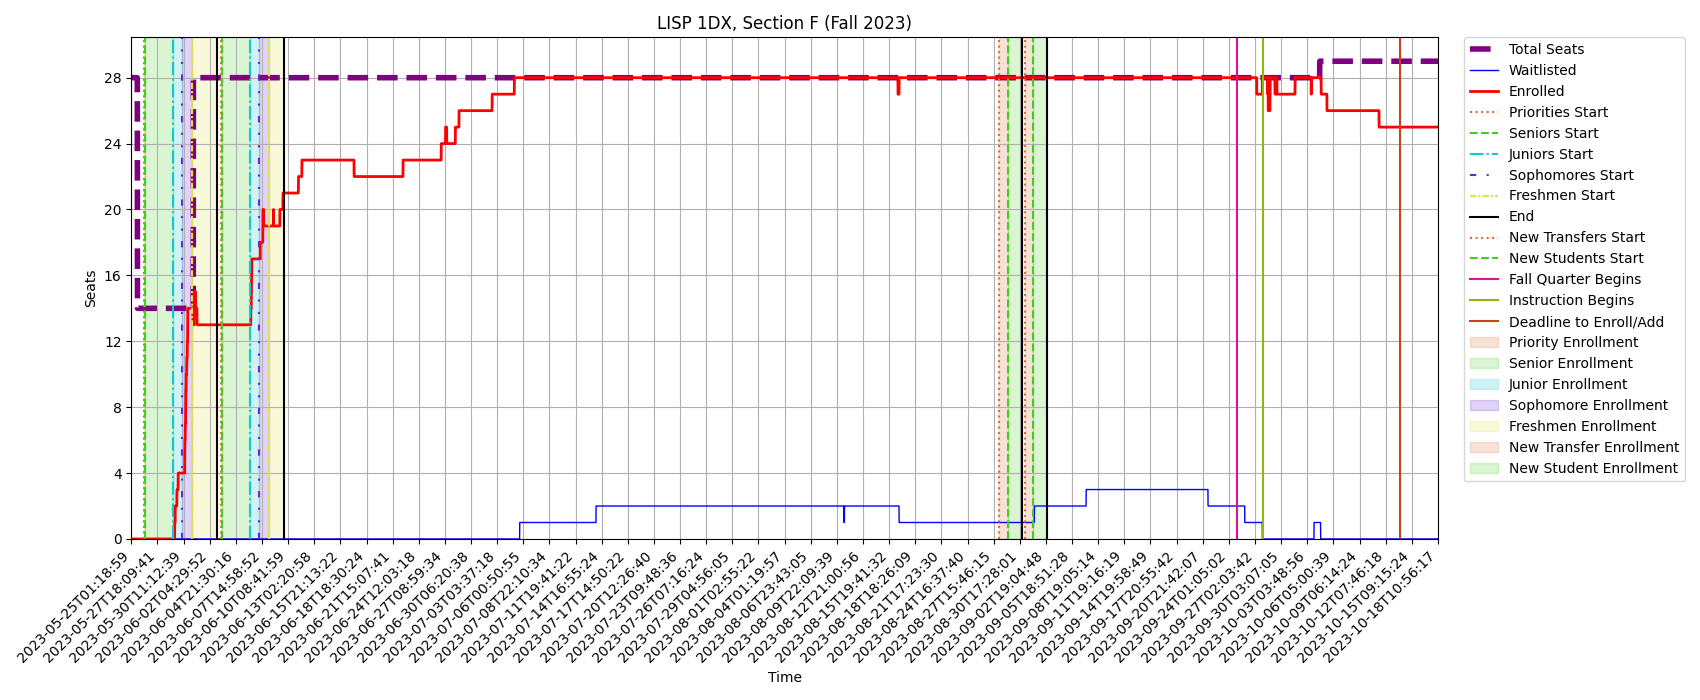 LISP 1DX, Section F (Fall 2023)
Seats
28
24
20
16
12
8
4
0
2023-05-25T01:18:59
2023-05-27T18:09:41
2023-05-30T11:12:39
2023-06-02T04:29:52
2023-06-04T21:30:16
2023-06-07T14:58:52
2023-06-10T08:41:59
2023-06-13T02:20:58
2023-06-15T21:13:22
2023-06-18T18:30:24
2023-06-21T15:07:41
2023-06-24T12:03:18
2023-06-27T08:59:34
2023-06-30T06:20:38
2023-07-03T03:37:18
2023-07-06T00:50:55
2023-07-08T22:10:34
2023-07-11T19:41:22
2023-07-14T16:55:24
2023-07-17T14:50:22
2023-07-20T12:26:40
2023-07-23T09:48:36
2023-07-26T07:16:24
2023-07-29T04:56:05
2023-08-01T02:55:22
2023-08-04T01:19:57
2023-08-06T23:43:05
2023-08-09T22:09:39
2023-08-12T21:00:56
2023-08-15T19:41:32
2023-08-18T18:26:09
2023-08-21T17:23:30
2023-08-24T16:37:40
2023-08-27T15:46:15
2023-08-30T17:28:01
2023-09-02T19:04:48
2023-09-05T18:51:28
2023-09-08T19:05:14
2023-09-11T19:16:19
2023-09-14T19:58:49
2023-09-17T20:55:42
2023-09-20T21:42:07
2023-09-24T01:05:02
2023-09-27T02:03:42
2023-09-30T03:07:05
2023-10-03T03:48:56
2023-10-06T05:00:39
2023-10-09T06:14:24
2023-10-12T07:46:18
2023-10-15T09:15:24
2023-10-18T10:56:17
Time
Total Seats
Waitlisted
Enrolled
Priorities Start
Seniors Start
Juniors Start
Sophomores Start
Freshmen Start
End
New Transfers Start
New Students Start
Fall Quarter Begins
Instruction Begins
Deadline to Enroll/Add
Priority Enrollment
Senior Enrollment
Junior Enrollment
Sophomore Enrollment
Freshmen Enrollment
New Transfer Enrollment
New Student Enrollment